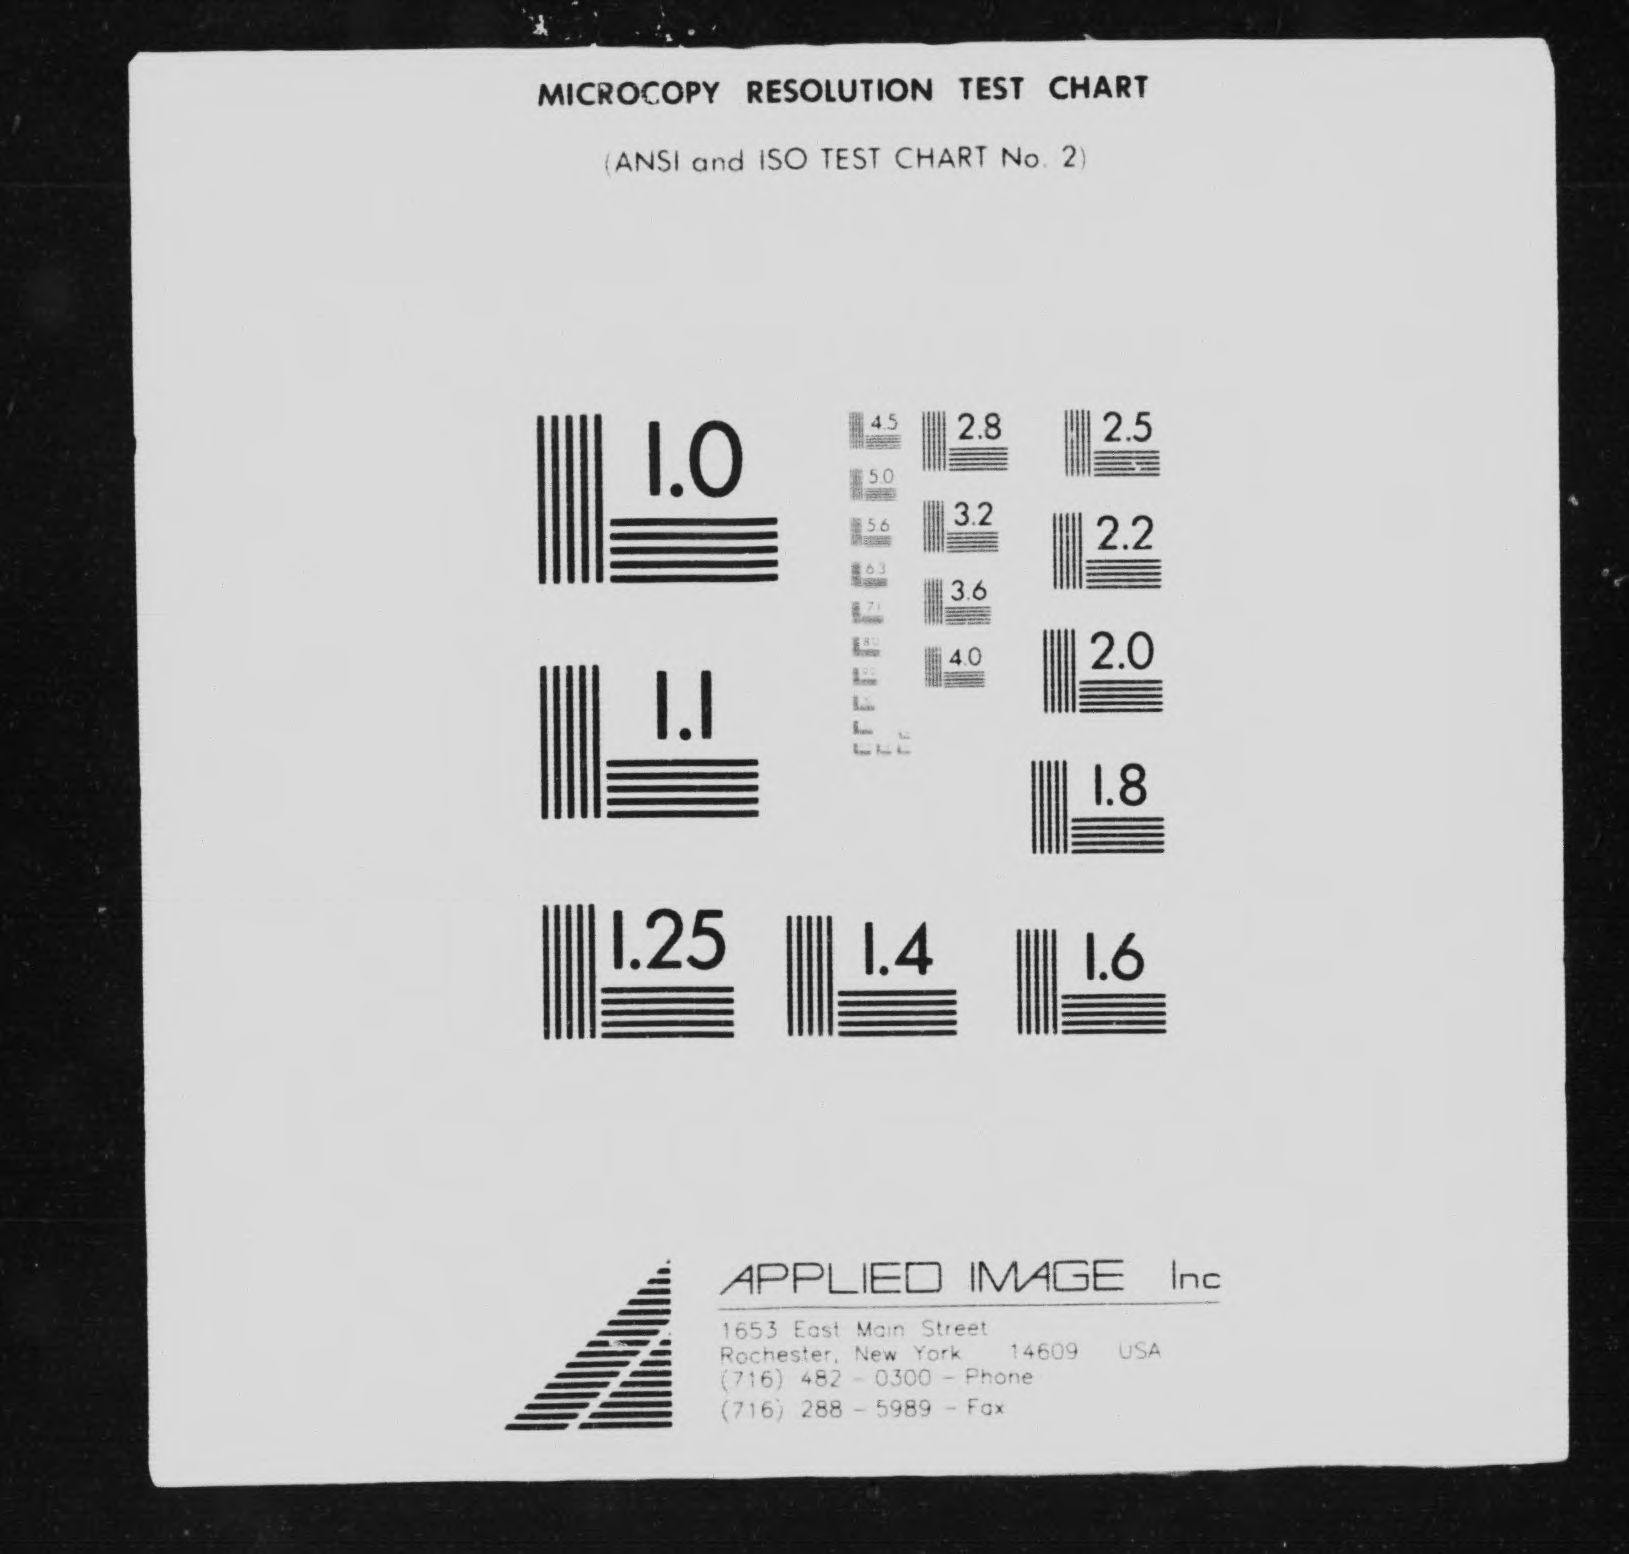 MICROCOPY RESOLUTION TEST CHART
(ANSI and ISO TEST CHART No. 2)
1.0
1.1
1.25
1.4
1.6
1.8
2.0
2.2
2.5
2.8
3.2
3.6
4.0
4.5
5.0
5.6
6.3
7.1
APPLIED IMAGE Inc
1653 East Main Street
Rochester, New York 14609 USA
(716) 482 - 0300 - Phone
(716) 288 - 5989 - Fax